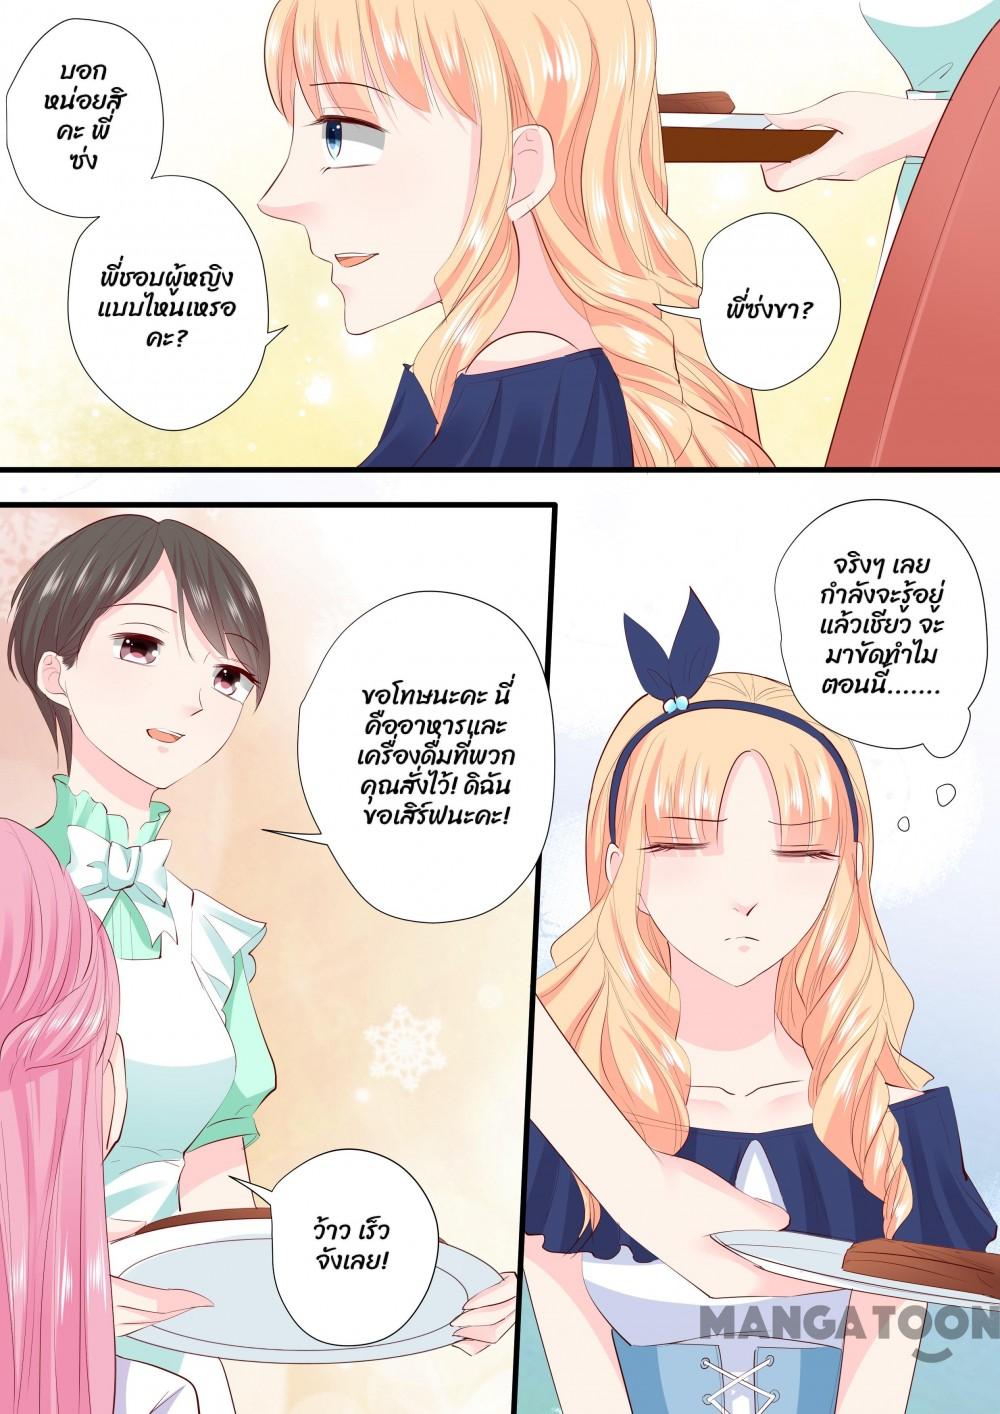 บอก
หน่อยสิ
คะ พี่
ซ่ง
พี่ชอบผู้หญิง
แบบไหนเหรอ
คะ?
พี่ซ่งขา?
ขอโทษนะคะ นี่
คืออาหารและ
เครื่องดื่มที่พวก
คุณสั่งไว้! ดิฉัน
ขอเสิร์ฟนะคะ!
จริงๆ เลย
กำลังจะรู้อยู่
แล้วเชียว จะ
มาขัดทำไม
ตอนนี้.......
ว้าว เร็ว
จังเลย!
MANGATOON